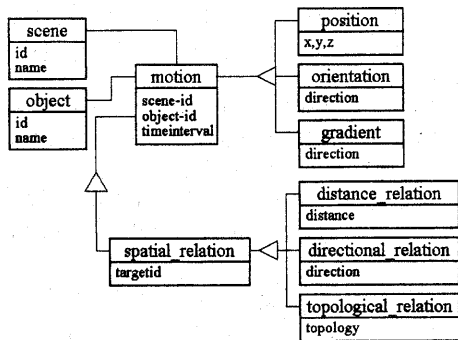 scene
id
name
object
id
name
motion
scene-id
object-id
timeinterval
position
x,y,z
orientation
direction
gradient
direction
spatial_relation
targetid
distance_relation
distance
directional_relation
direction
topological_relation
topology